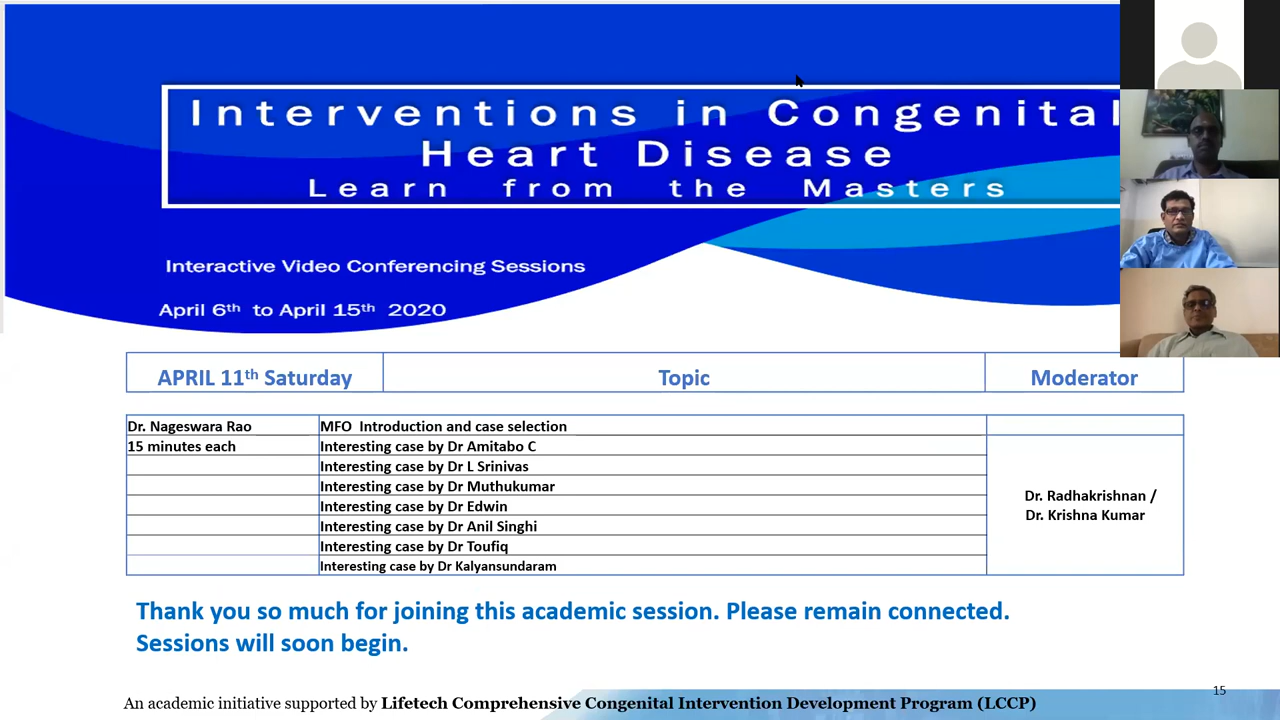 Interventions in Congenital
Heart Disease
Learn from the Masters
Interactive Video Conferencing Sessions
April 6th to April 15th 2020
APRIL 11th Saturday Topic Moderator
Dr. Nageswara Rao MFO Introduction and case selection
15 minutes each Interesting case by Dr Amitabo C
Interesting case by Dr L Srinivas
Interesting case by Dr Muthukumar
Dr. Radhakrishnan /
Interesting case by Dr Edwin
Dr. Krishna Kumar
Interesting case by Dr Anil Singhi
Interesting case by Dr Toufiq
Interesting case by Dr Kalyansundaram
Thank you so much for joining this academic session. Please remain connected.
Sessions will soon begin.
An academic initiative supported by Lifetech Comprehensive Congenital Intervention Development Program (LCCP)
15